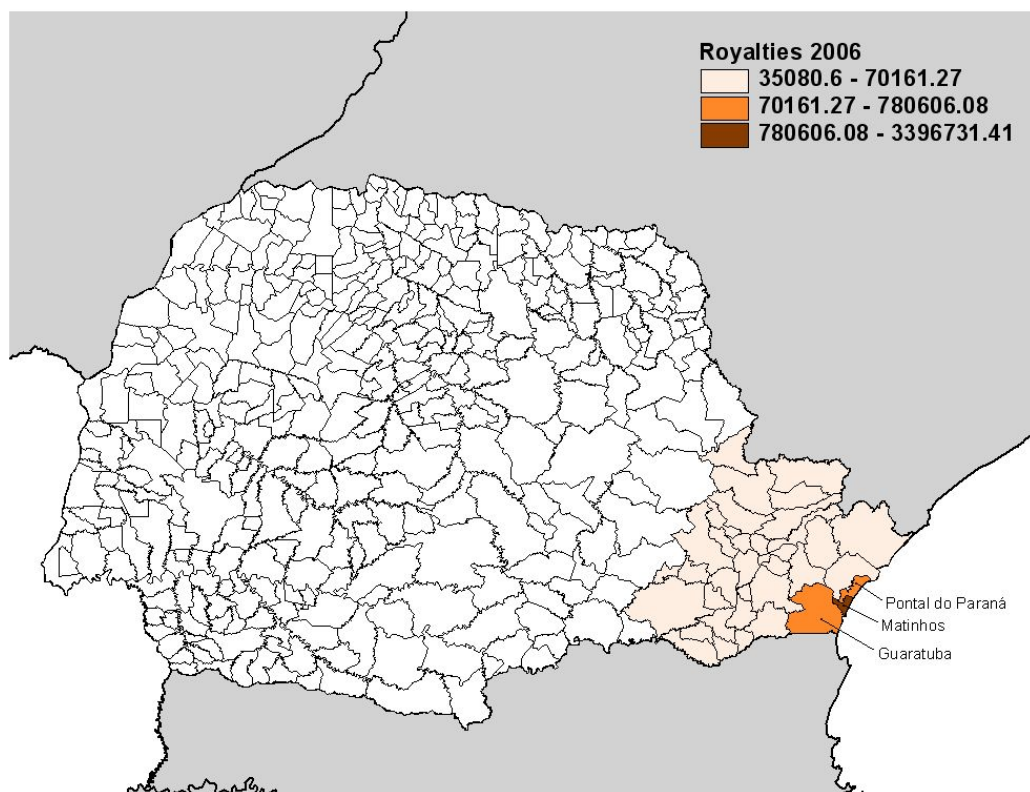 Royalties 2006
35080.6 - 70161.27
70161.27 - 780606.08
780606.08 - 3396731.41
Pontal do Paraná
Matinhos
Guaratuba